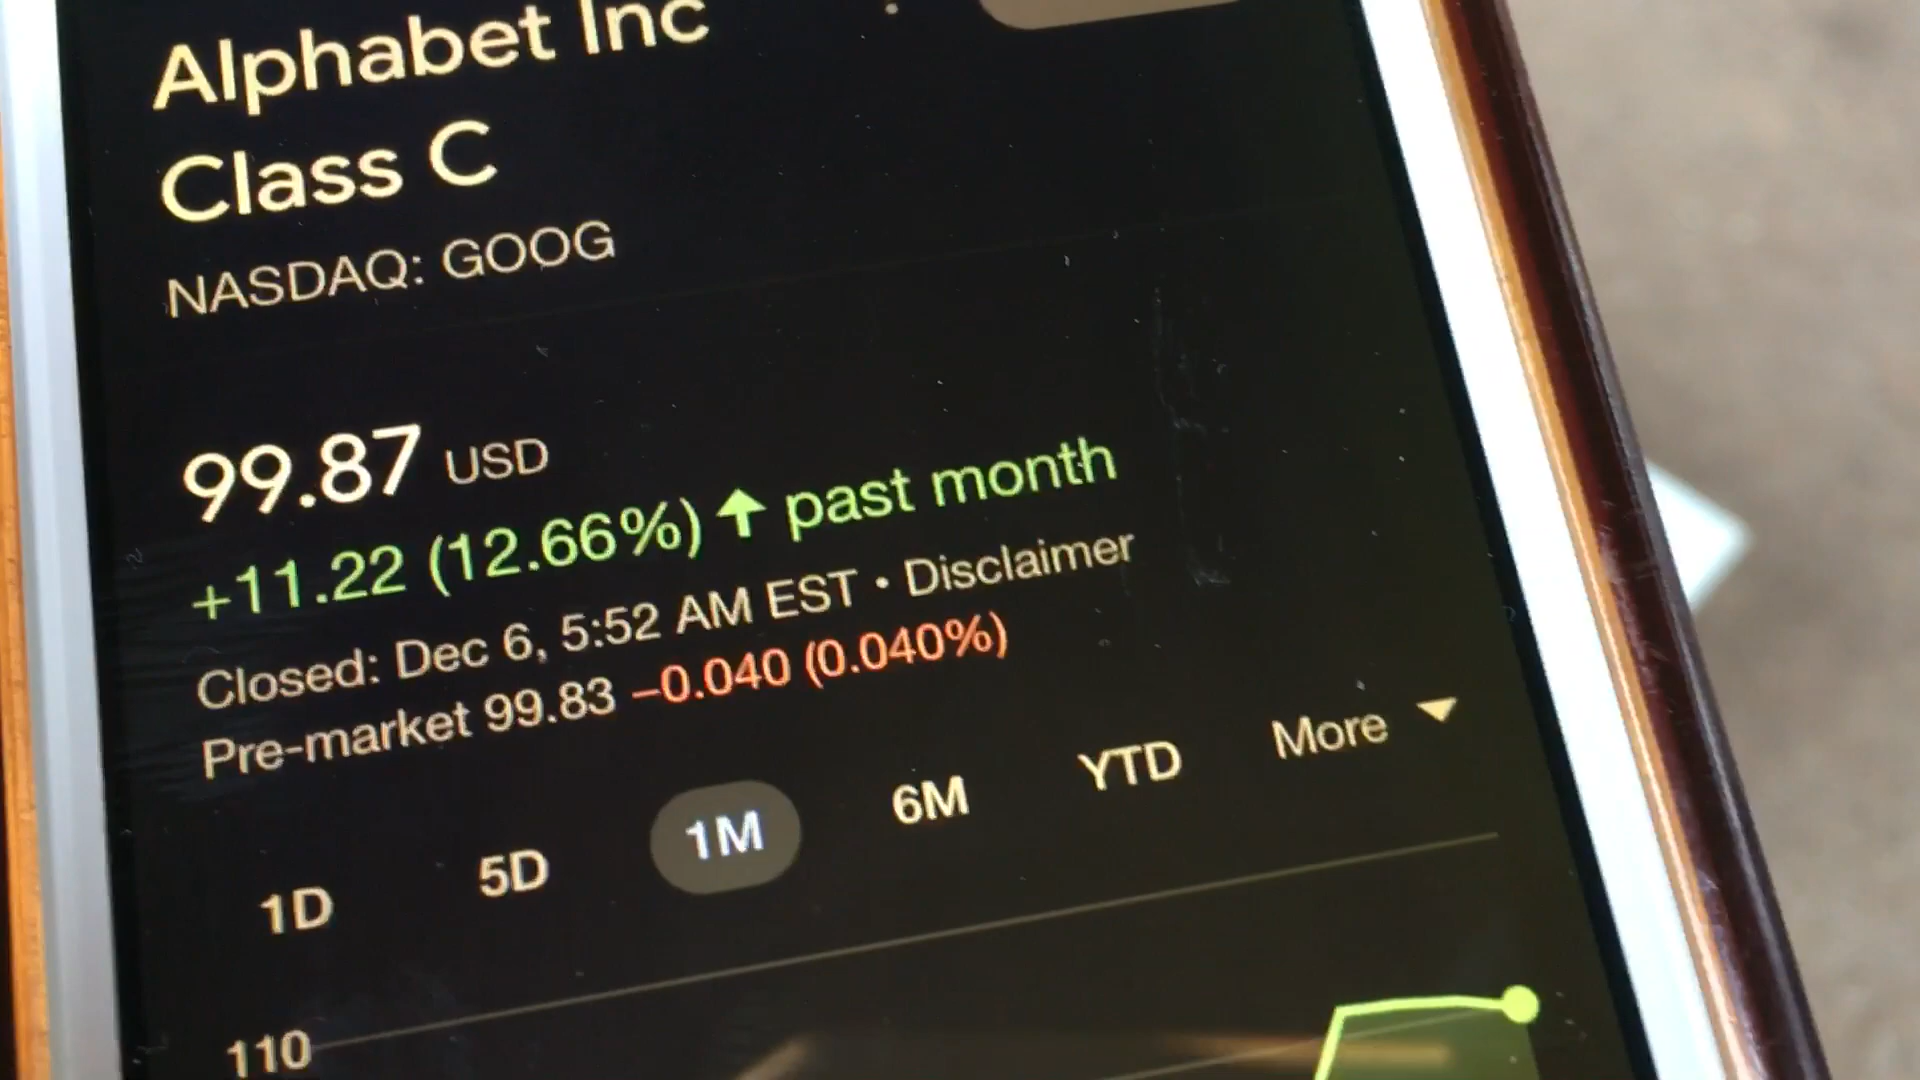 Alphabet Inc
Class C
NASDAQ: GOOG
99.87 USD
+11.22 (12.66%) ↑ past month
Closed: Dec 6, 5:52 AM EST • Disclaimer
Pre-market 99.83 –0.040 (0.040%)
1D 5D 1M 6M YTD More
110